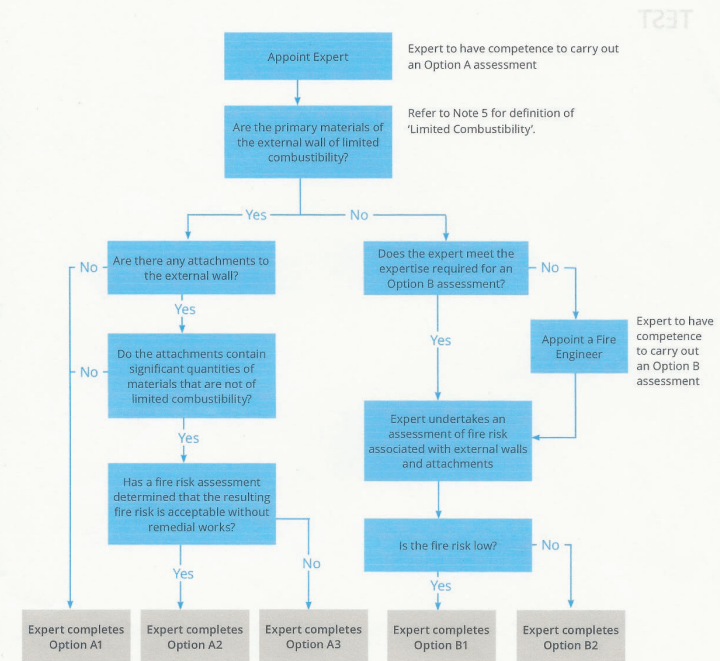 TEST
Appoint Expert
Expert to have competence to carry out
an Option A assessment
Are the primary materials of
the external wall of limited
combustibility?
Refer to Note 5 for definition of
‘Limited Combustibility’.
Yes
No
Are there any attachments to
the external wall?
No
Yes
Does the expert meet the
expertise required for an
Option B assessment?
No
Yes
Appoint a Fire
Engineer
Expert to have
competence
to carry out
an Option B
assessment
Do the attachments contain
significant quantities of
materials that are not of
limited combustibility?
No
Yes
Expert undertakes an
assessment of fire risk
associated with external walls
and attachments
Has a fire risk assessment
determined that the resulting
fire risk is acceptable without
remedial works?
Yes
No
Is the fire risk low?
No
Yes
Expert completes
Option A1
Expert completes
Option A2
Expert completes
Option A3
Expert completes
Option B1
Expert completes
Option B2